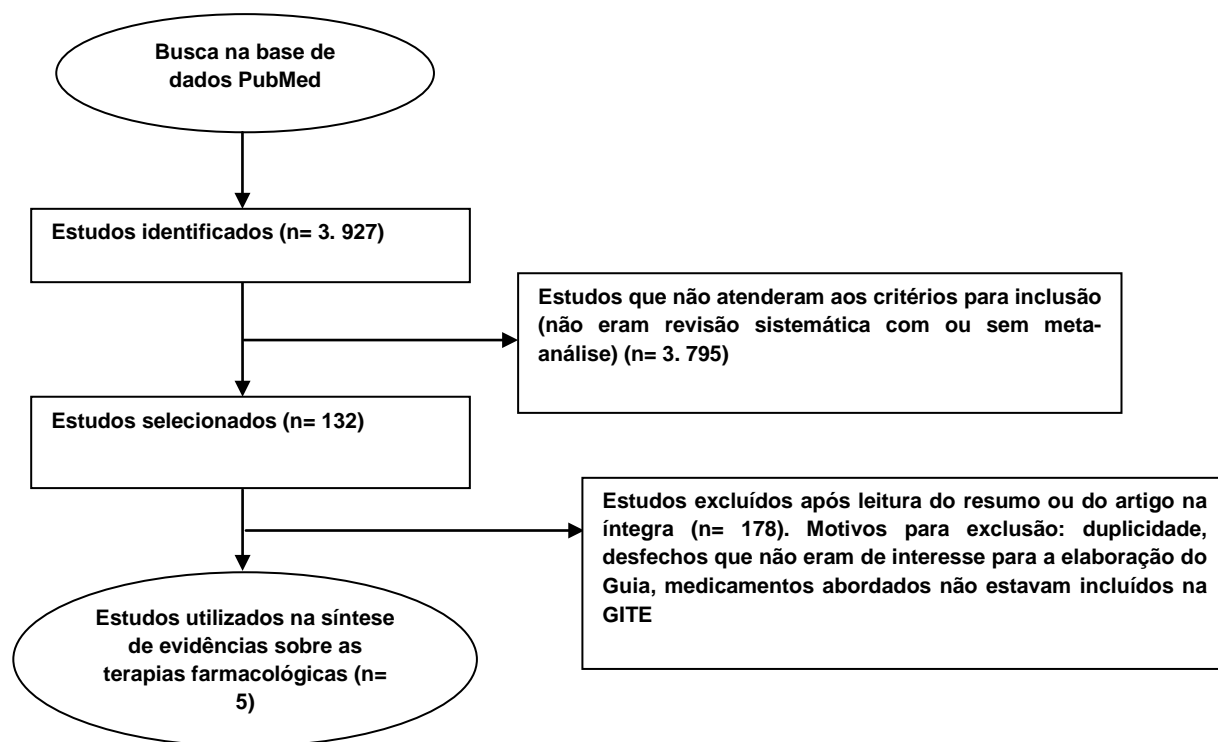 Busca na base de
dados PubMed
Estudos identificados (n= 3. 927)
Estudos que não atenderam aos critérios para inclusão
(não eram revisão sistemática com ou sem meta-
análise) (n= 3. 795)
Estudos selecionados (n= 132)
Estudos excluídos após leitura do resumo ou do artigo na
íntegra (n= 178). Motivos para exclusão: duplicidade,
desfechos que não eram de interesse para a elaboração do
Guia, medicamentos abordados não estavam incluídos na
GITE
Estudos utilizados na síntese
de evidências sobre as
terapias farmacológicas (n=
5)